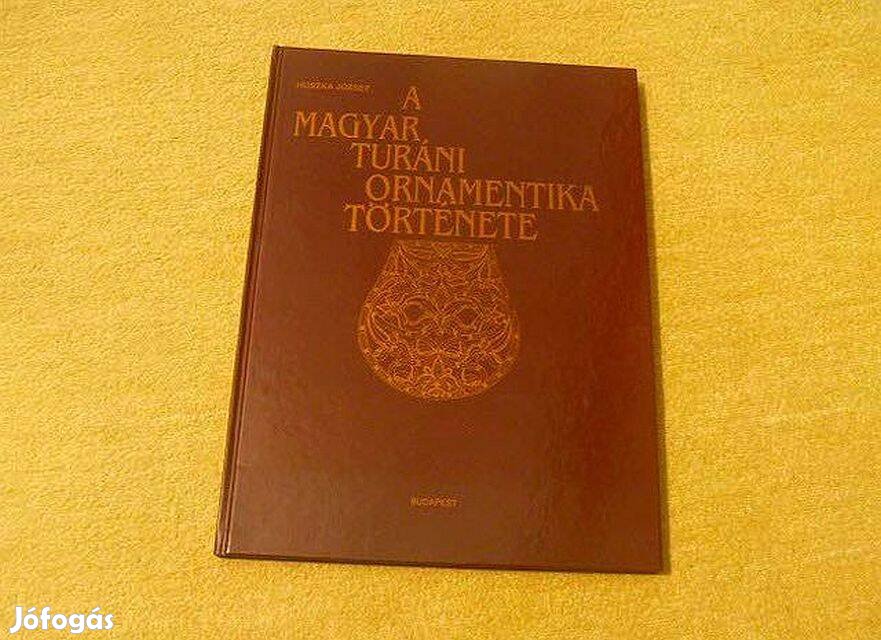 HUSZKA JÓZSEF
A
MAGYAR
TURÁNI
ORNAMENTIKA
TÖRTÉNETE
BUDAPEST
Jófogás